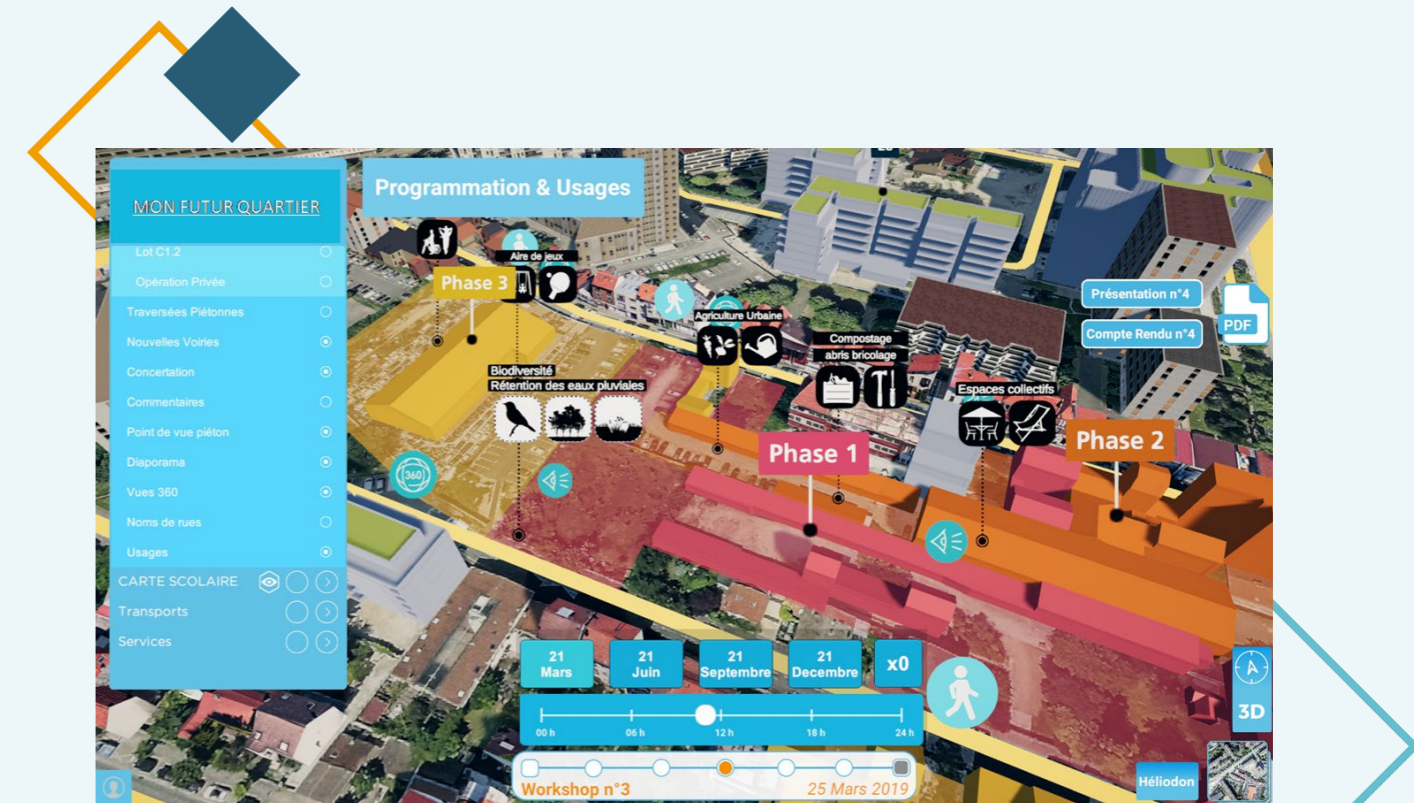 MON FUTUR QUARTIER
Lot C1.2
Opération Privée
Traversées Piétonnes
Nouvelles Voiries
Concertation
Commentaires
Point de vue piéton
Diaporama
Vues 360
Noms de rues
Usages
CARTE SCOLAIRE
Transports
Services
Programmation & Usages
Aire de jeux
Phase 3
Agriculture Urbaine
Compostage
abris bricolage
Biodiversité
Rétention des eaux pluviales
Espaces collectifs
Phase 1
Phase 2
360
Présentation n°4
Compte Rendu n°4
PDF
21
Mars
21
Juin
21
Septembre
21
Decembre
x0
00 h
06 h
12 h
18 h
24 h
Workshop n°3
25 Mars 2019
A
3D
Héliodon